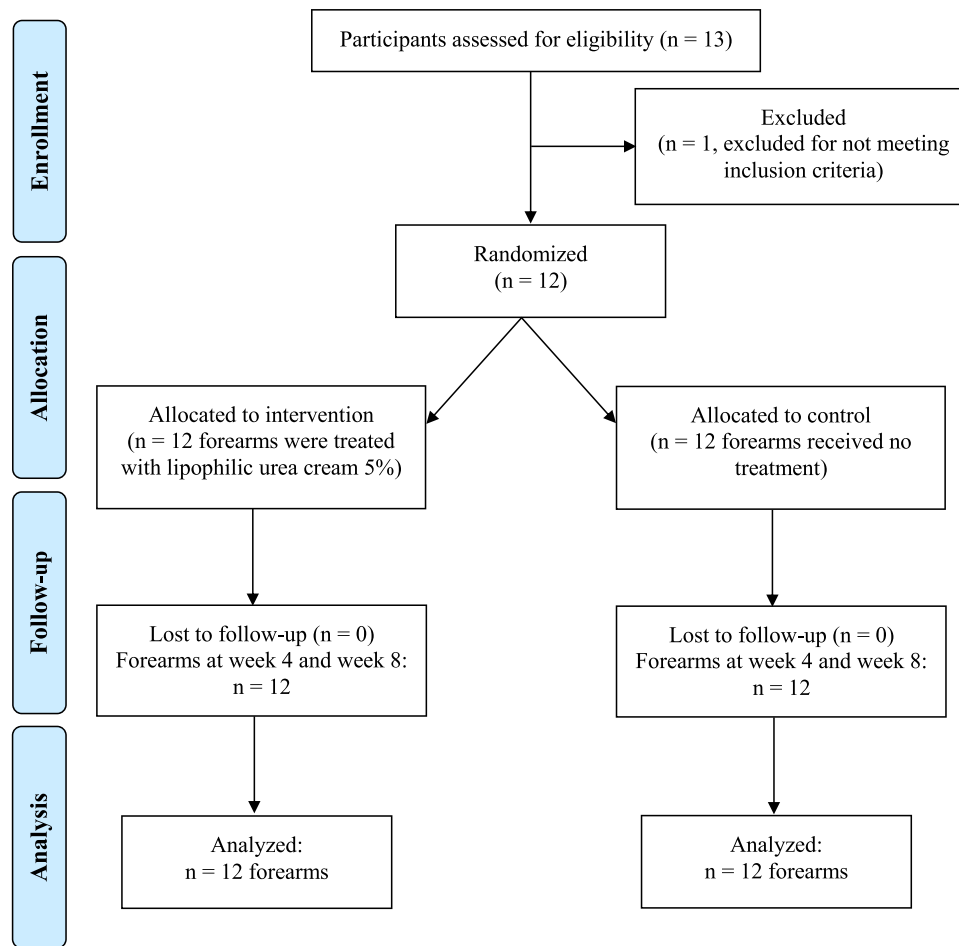 Enrollment
Participants assessed for eligibility (n = 13)
Excluded
(n = 1, excluded for not meeting
inclusion criteria)
Randomized
(n = 12)
Allocation
Allocated to intervention
(n = 12 forearms were treated
with lipophilic urea cream 5%)
Allocated to control
(n = 12 forearms received no
treatment)
Follow-up
Lost to follow-up (n = 0)
Forearms at week 4 and week 8:
n = 12
Lost to follow-up (n = 0)
Forearms at week 4 and week 8:
n = 12
Analysis
Analyzed:
n = 12 forearms
Analyzed:
n = 12 forearms